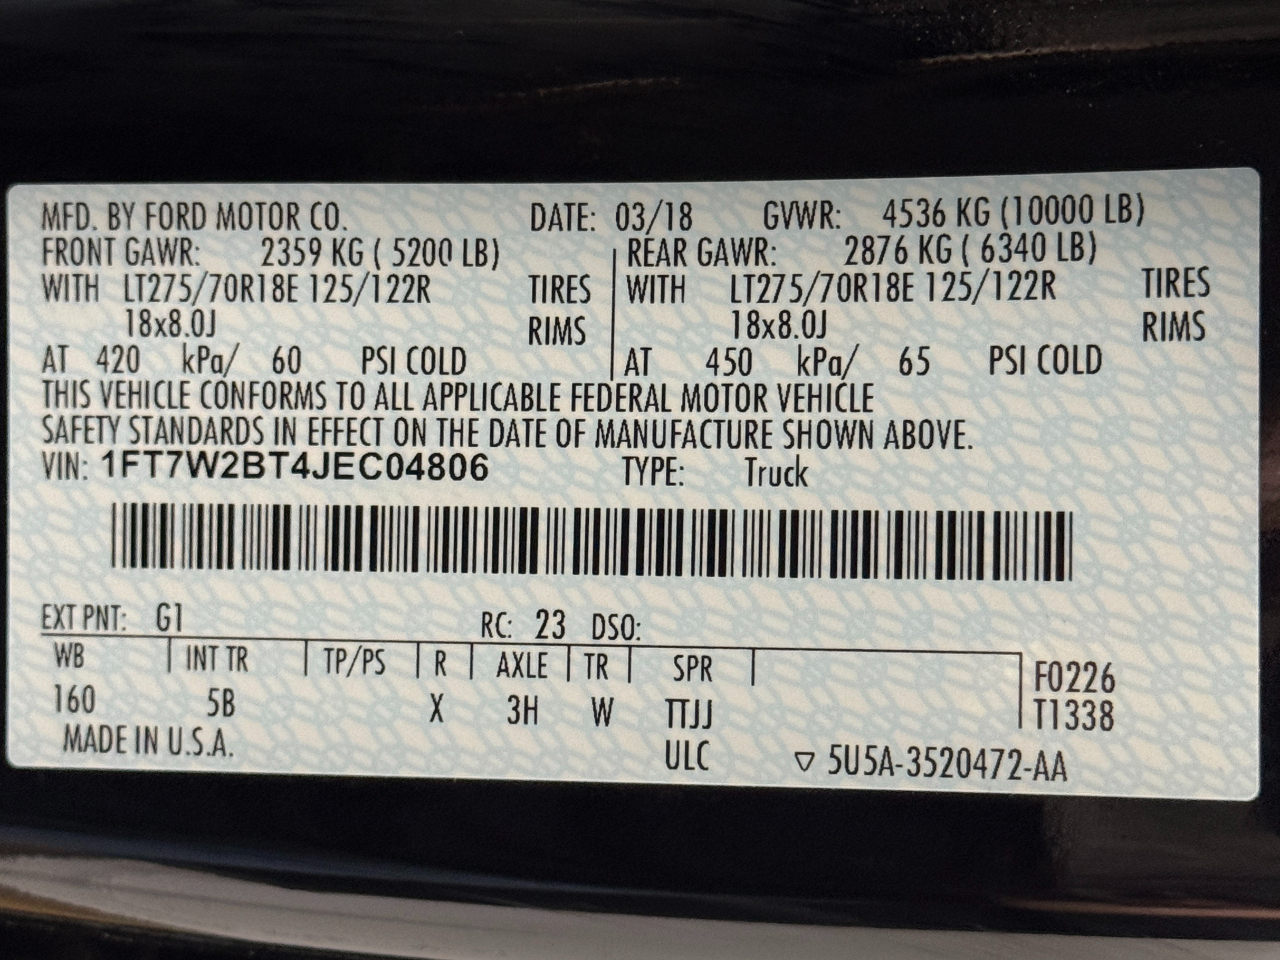 MFD. BY FORD MOTOR CO. DATE: 03/18 GVWR: 4536 KG (10000 LB)
FRONT GAWR: 2359 KG ( 5200 LB) REAR GAWR: 2876 KG ( 6340 LB)
WITH LT275/70R18E 125/122R TIRES WITH LT275/70R18E 125/122R TIRES
18x8.0J RIMS 18x8.0J RIMS
AT 420 kPa/ 60 PSI COLD AT 450 kPa/ 65 PSI COLD
THIS VEHICLE CONFORMS TO ALL APPLICABLE FEDERAL MOTOR VEHICLE
SAFETY STANDARDS IN EFFECT ON THE DATE OF MANUFACTURE SHOWN ABOVE.
VIN: 1FT7W2BT4JEC04806 TYPE: Truck
EXT PNT: G1 RC: 23 DSO:
WB INT TR TP/PS R AXLE TR SPR F0226
160 5B X 3H W TTJJ T1338
MADE IN U.S.A. ULC ▽ 5U5A-3520472-AA